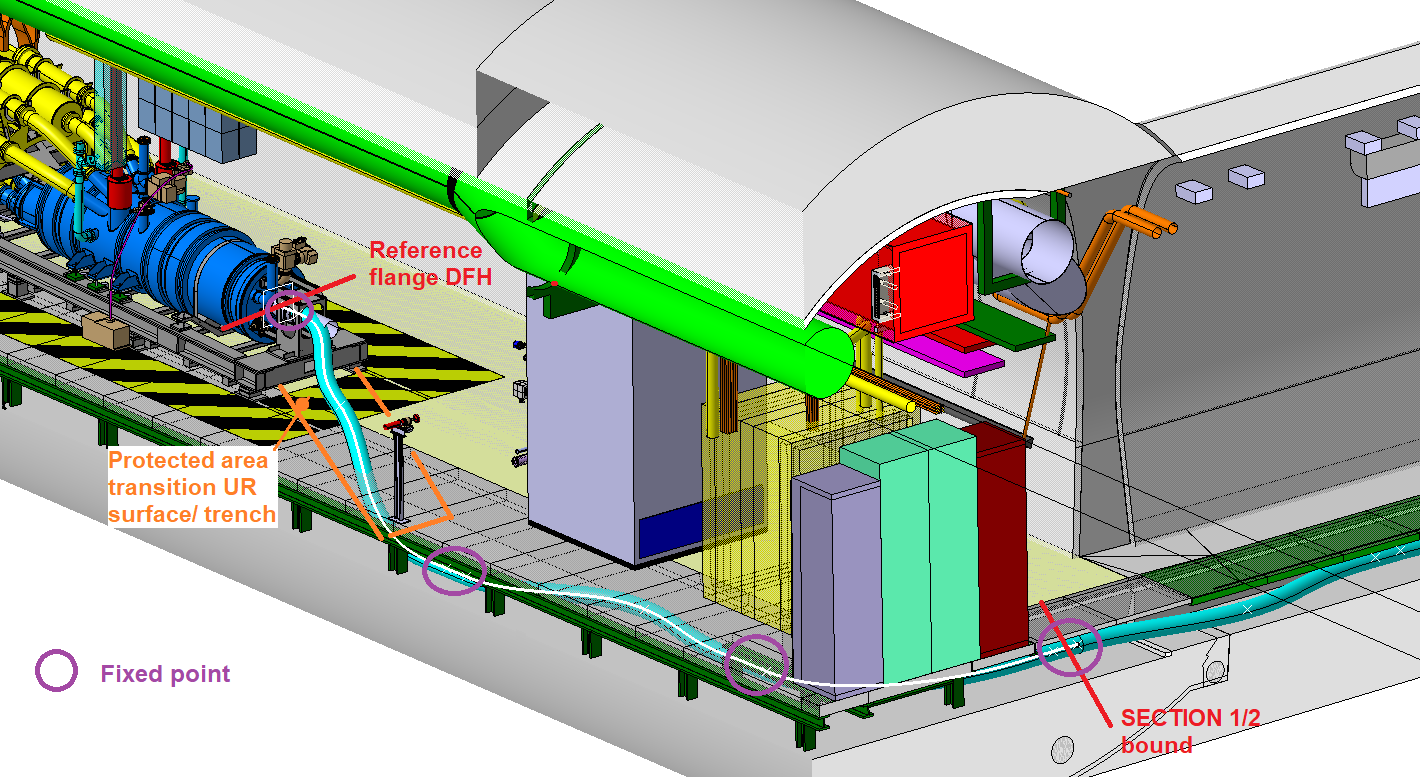 Reference
flange DFH
Protected area
transition UR
surface/ trench
Fixed point
SECTION 1/2
bound